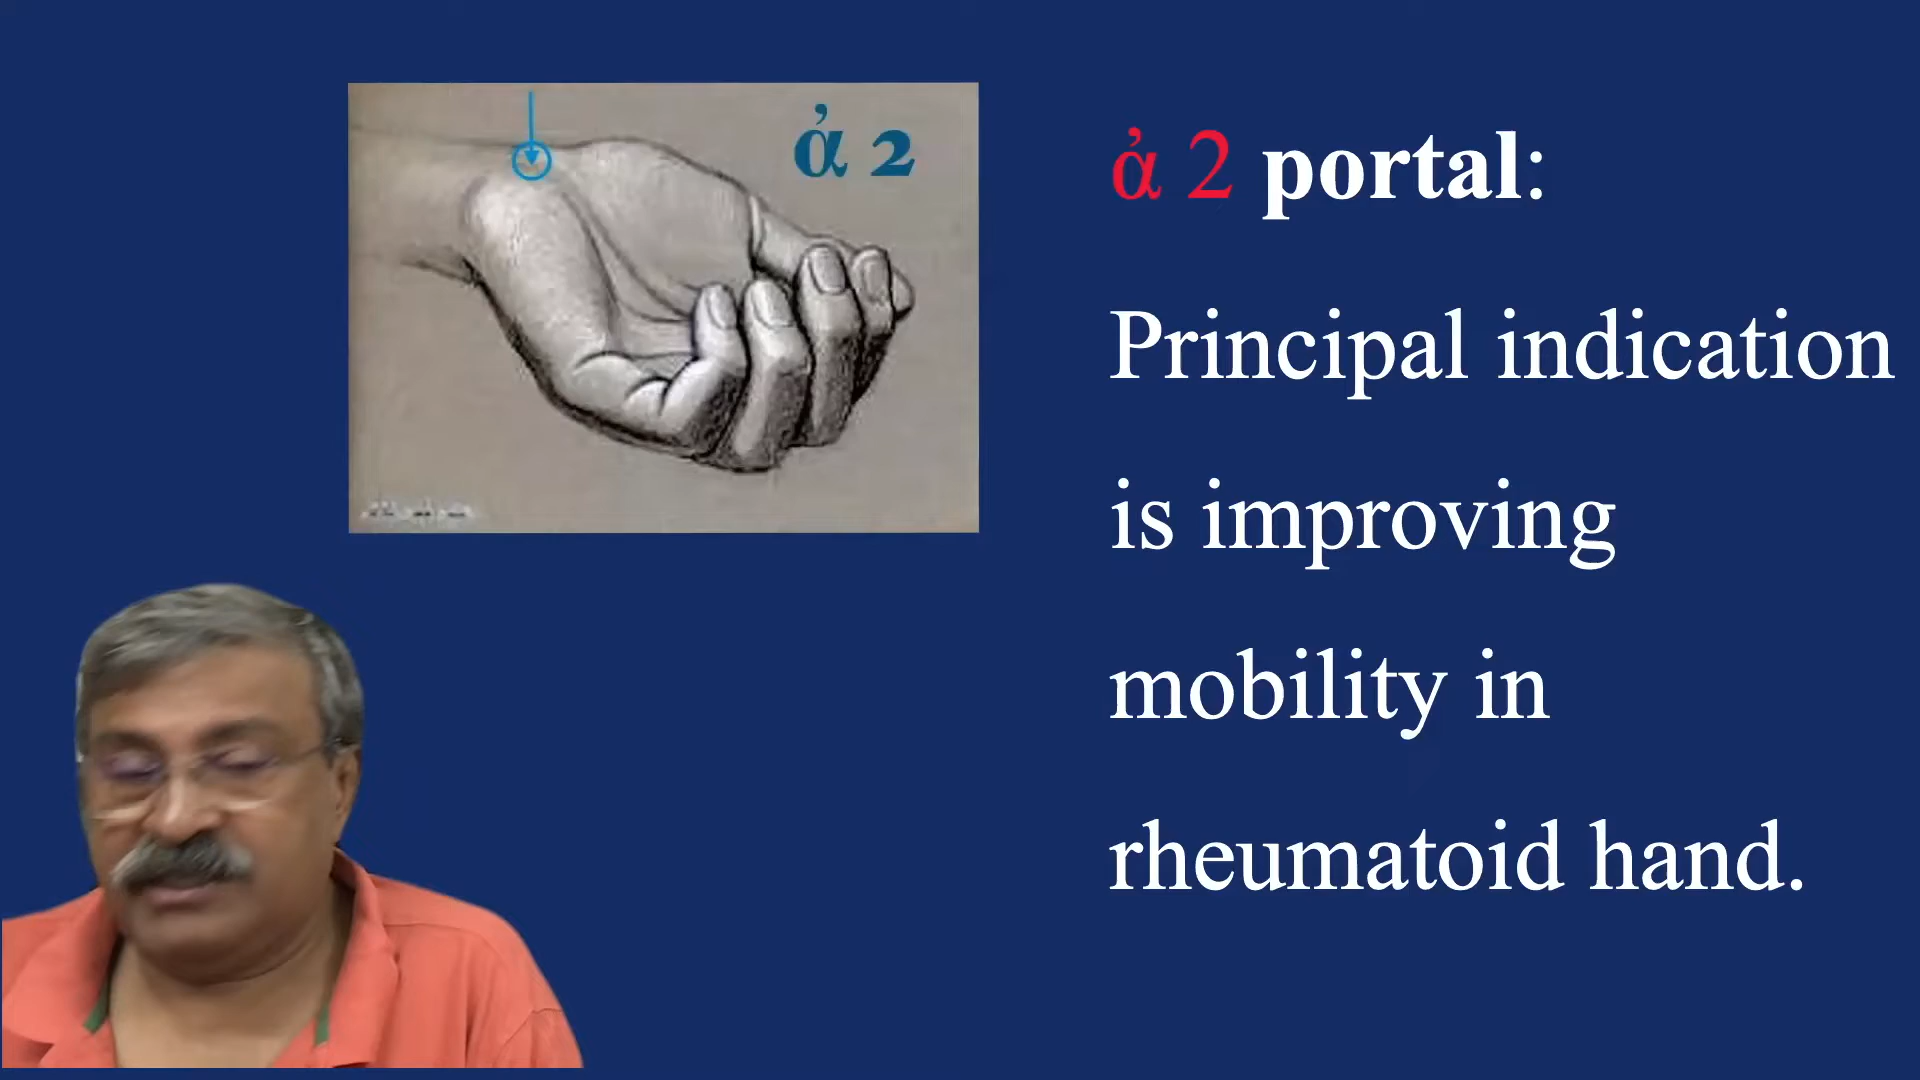 ἀ 2
ἀ 2 portal:
Principal indication
is improving
mobility in
rheumatoid hand.